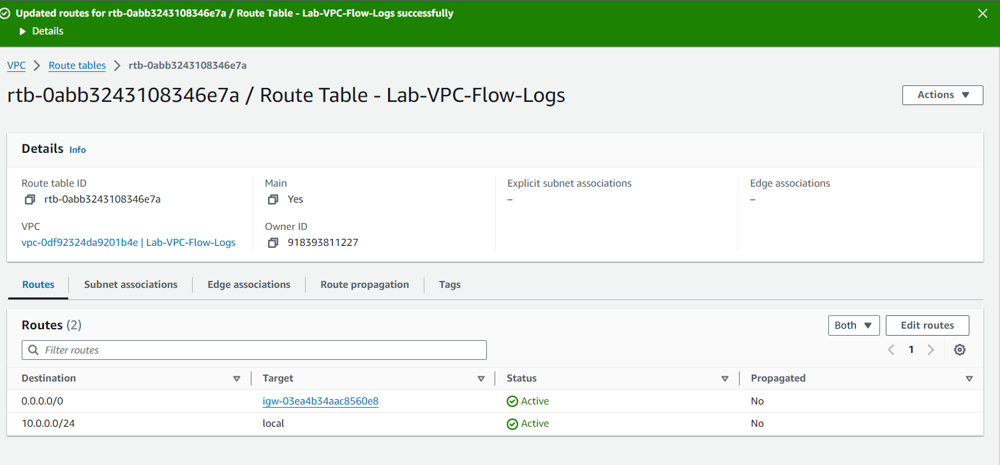 Updated routes for rtb-0abb3243108346e7a / Route Table - Lab-VPC-Flow-Logs successfully
Details
VPC > Route tables > rtb-0abb3243108346e7a
rtb-0abb3243108346e7a / Route Table - Lab-VPC-Flow-Logs
Actions
Details Info
Route table ID
rtb-0abb3243108346e7a
Main
Yes
Explicit subnet associations
–
Edge associations
–
VPC
vpc-0df92324da9201b4e | Lab-VPC-Flow-Logs
Owner ID
918393811227
Routes
Subnet associations
Edge associations
Route propagation
Tags
Routes (2)
Both
Edit routes
Filter routes
1
Destination Target Status Propagated
0.0.0.0/0 igw-03ea4b34aac8560e8 Active No
10.0.0.0/24 local Active No